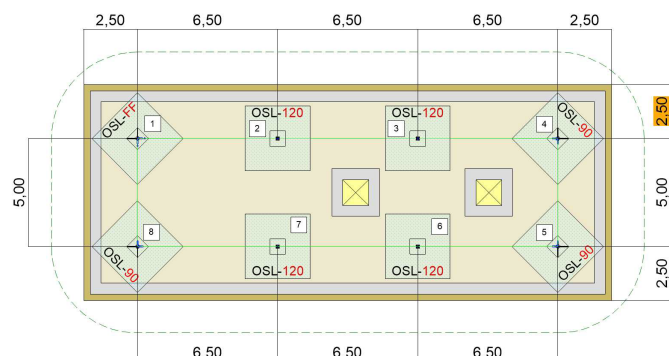 2,50 6,50 6,50 6,50 2,50
OSL-FF 1
OSL-120 2
OSL-120 3
OSL-90 4
2,50
5,00
5,00
OSL-90 8
7 OSL-120
6 OSL-120
5 OSL-90
2,50
6,50 6,50 6,50